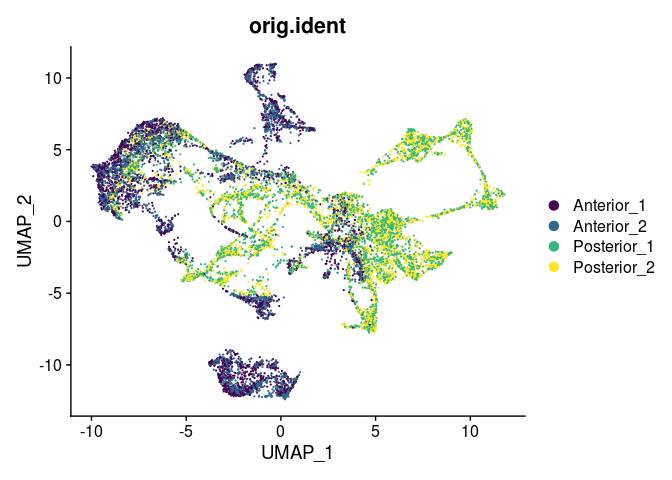 orig.ident
10
5
0
-5
-10
UMAP_2
-10 -5 0 5 10
UMAP_1
Anterior_1
Anterior_2
Posterior_1
Posterior_2